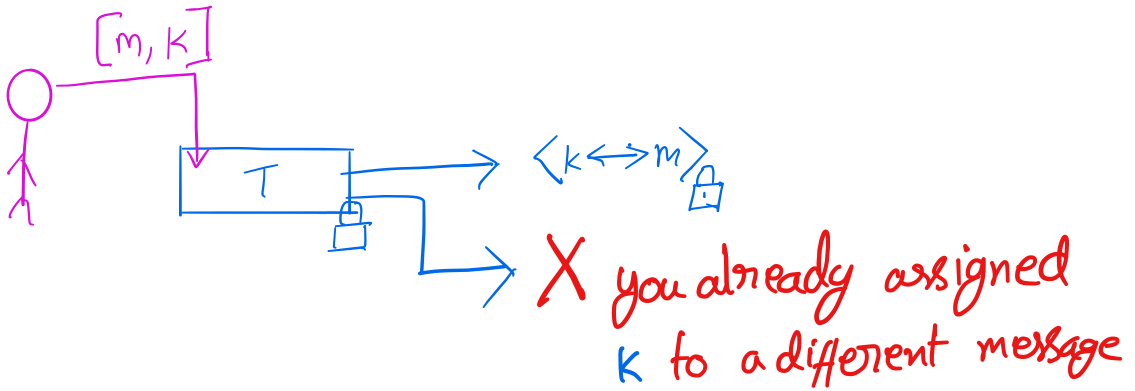 [m, K]
T
<k↔m>
X you already assigned
K to a different message